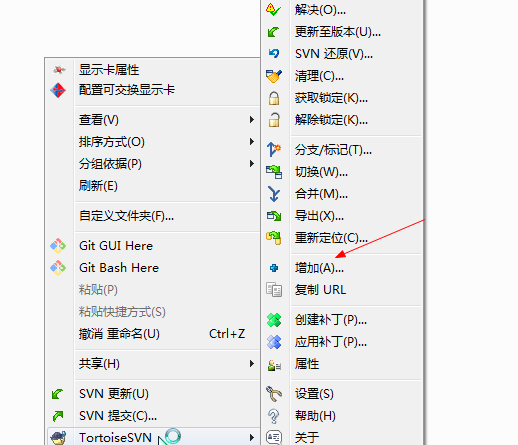 显示卡属性
配置可交换显示卡
查看(V)
排序方式(O)
分组依据(P)
刷新(E)
自定义文件夹(F)...
Git GUI Here
Git Bash Here
粘贴(P)
粘贴快捷方式(S)
撤消 重命名(U) Ctrl+Z
共享(H)
SVN 更新(U)
SVN 提交(C)...
TortoiseSVN
解决(O)...
更新至版本(U)...
SVN 还原(V)...
清理(C)...
获取锁定(K)...
解除锁定(K)...
分支/标记(T)...
切换(W)...
合并(M)...
导出(X)...
重新定位(C)...
增加(A)...
复制 URL
创建补丁(P)...
应用补丁(P)...
属性
设置(S)
帮助(H)
关于